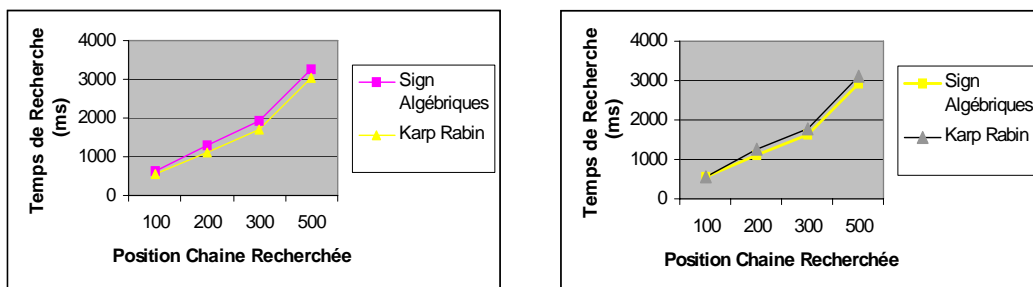 Temps de Recherche
(ms)
4000
3000
2000
1000
0
100 200 300 500
Position Chaine Recherchée
Sign
Algébriques
Karp Rabin
Temps de Recherche
(ms)
4000
3000
2000
1000
0
100 200 300 500
Position Chaine Recherchée
Sign
Algébriques
Karp Rabin